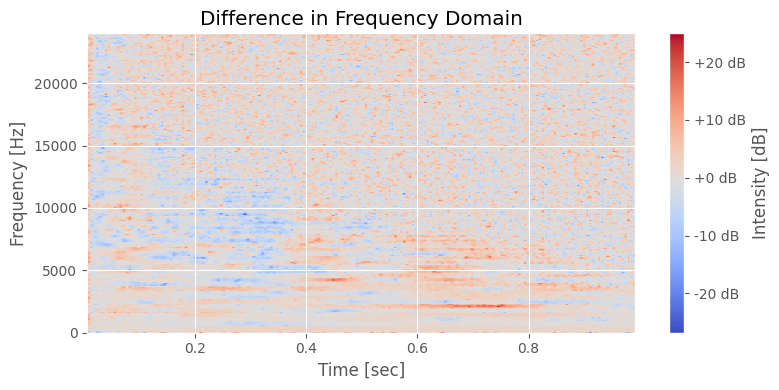 Difference in Frequency Domain
Frequency [Hz]
20000
15000
10000
5000
0
0.2
0.4
0.6
0.8
Time [sec]
+20 dB
+10 dB
+0 dB
-10 dB
-20 dB
Intensity [dB]